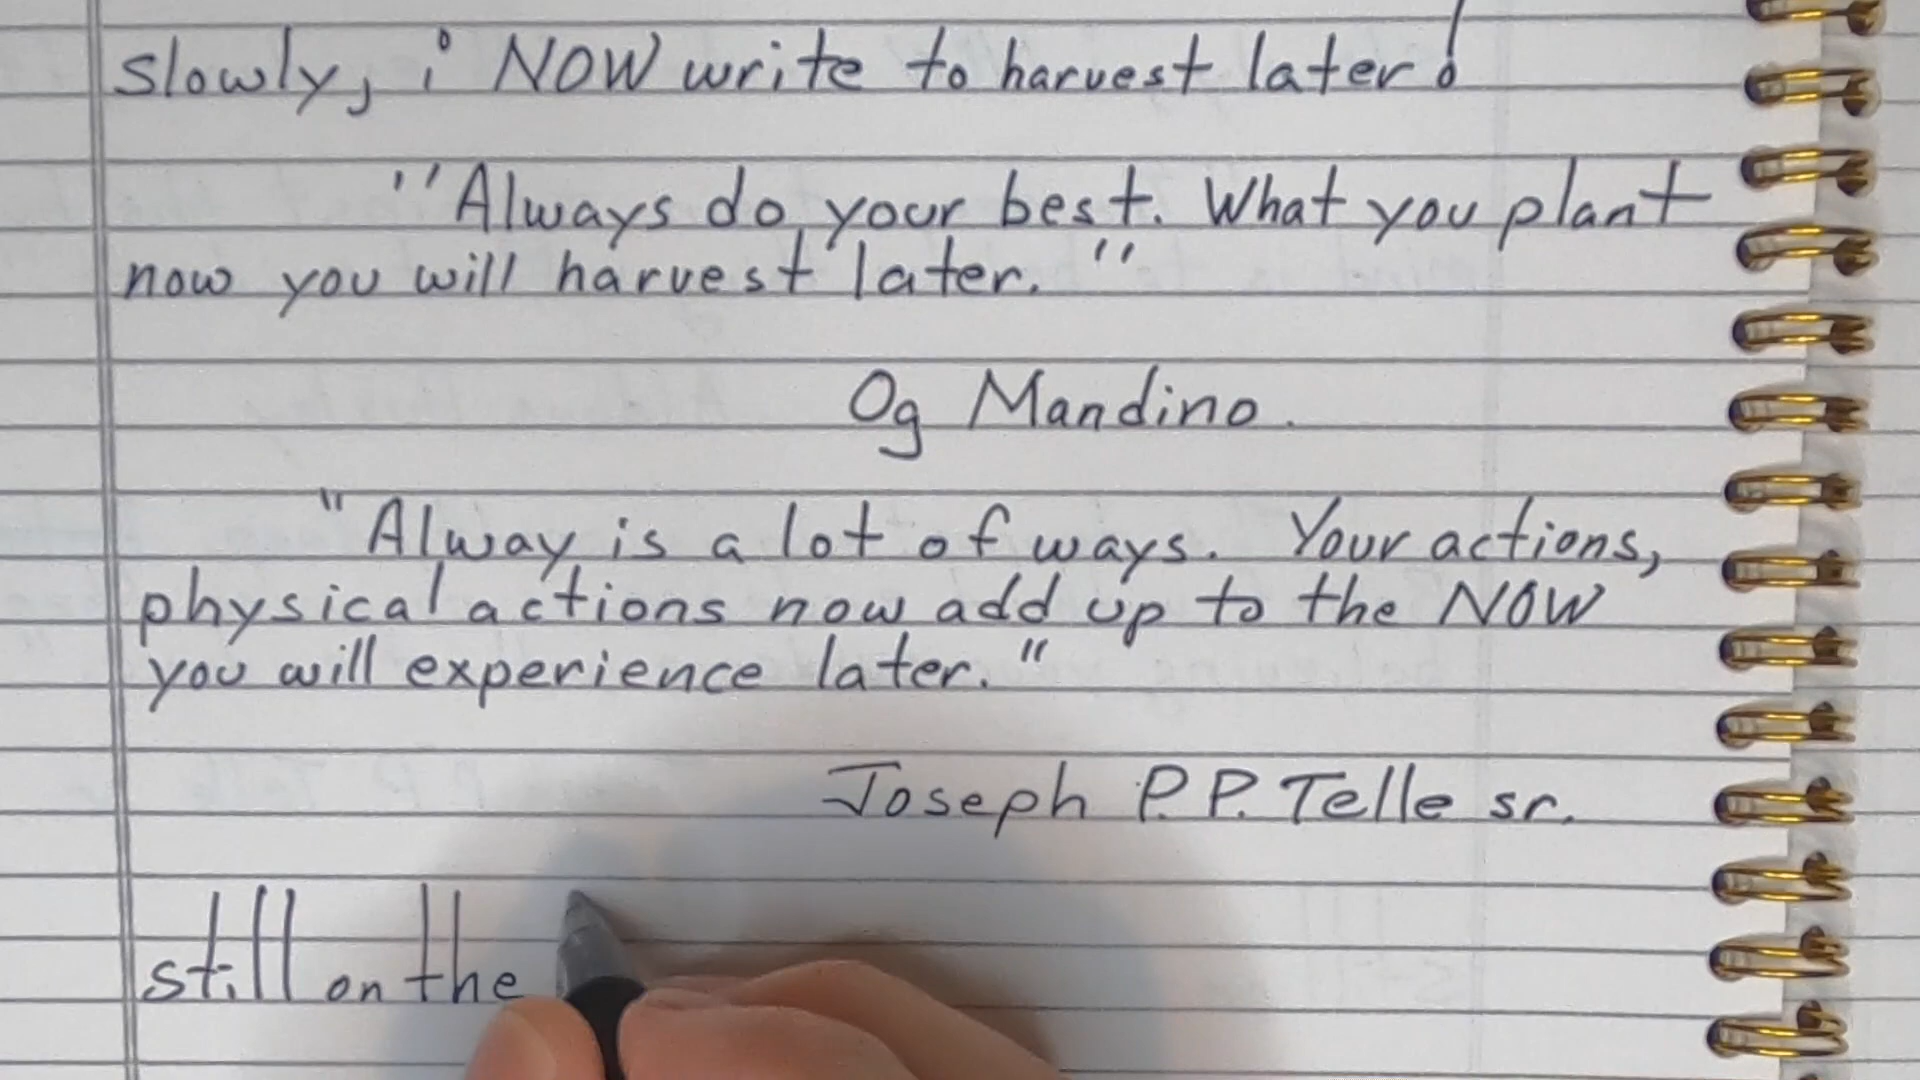 slowly, i NOW write to harvest later!
"Always do your best. What you plant
now you will harvest later."
Og Mandino.
"Alway is a lot of ways. Your actions,
physical actions now add up to the NOW
you will experience later."
Joseph P.P. Telle sr.
still on the